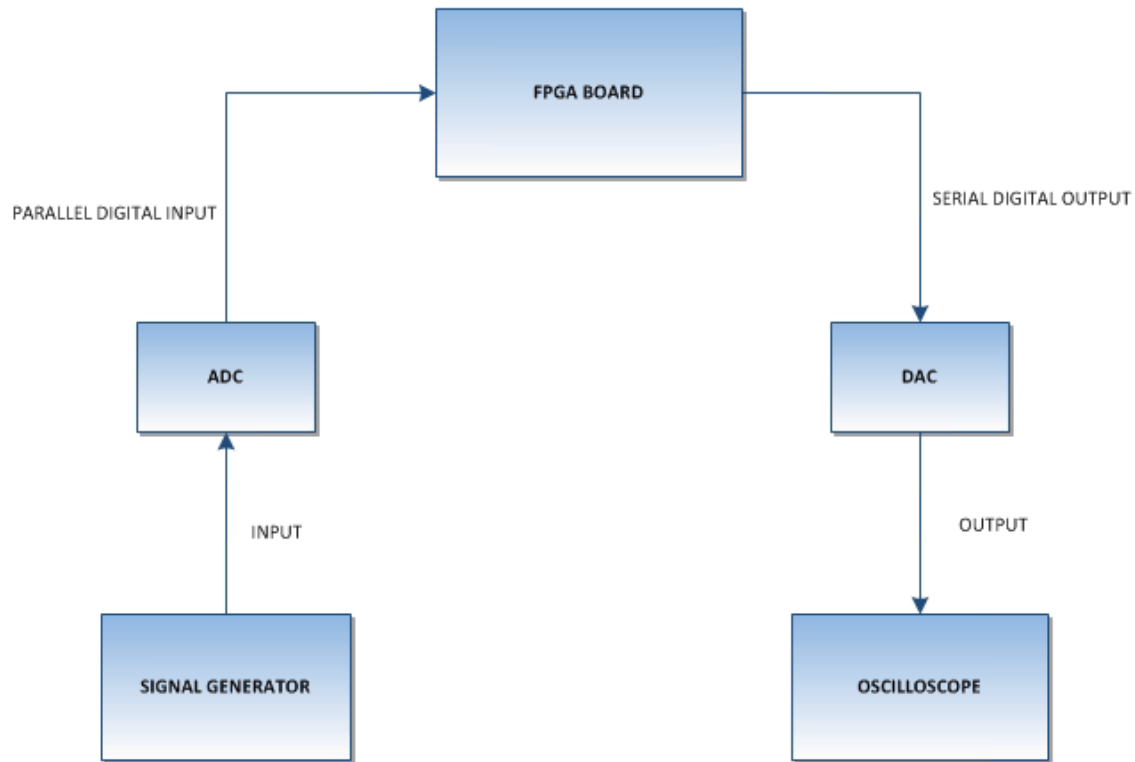 FPGA BOARD
PARALLEL DIGITAL INPUT
SERIAL DIGITAL OUTPUT
ADC
DAC
INPUT
OUTPUT
SIGNAL GENERATOR
OSCILLOSCOPE